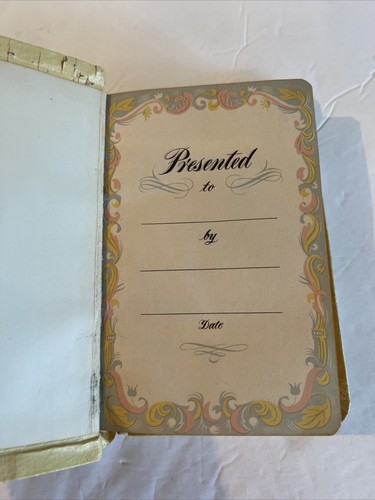 Presented
to
by
Date